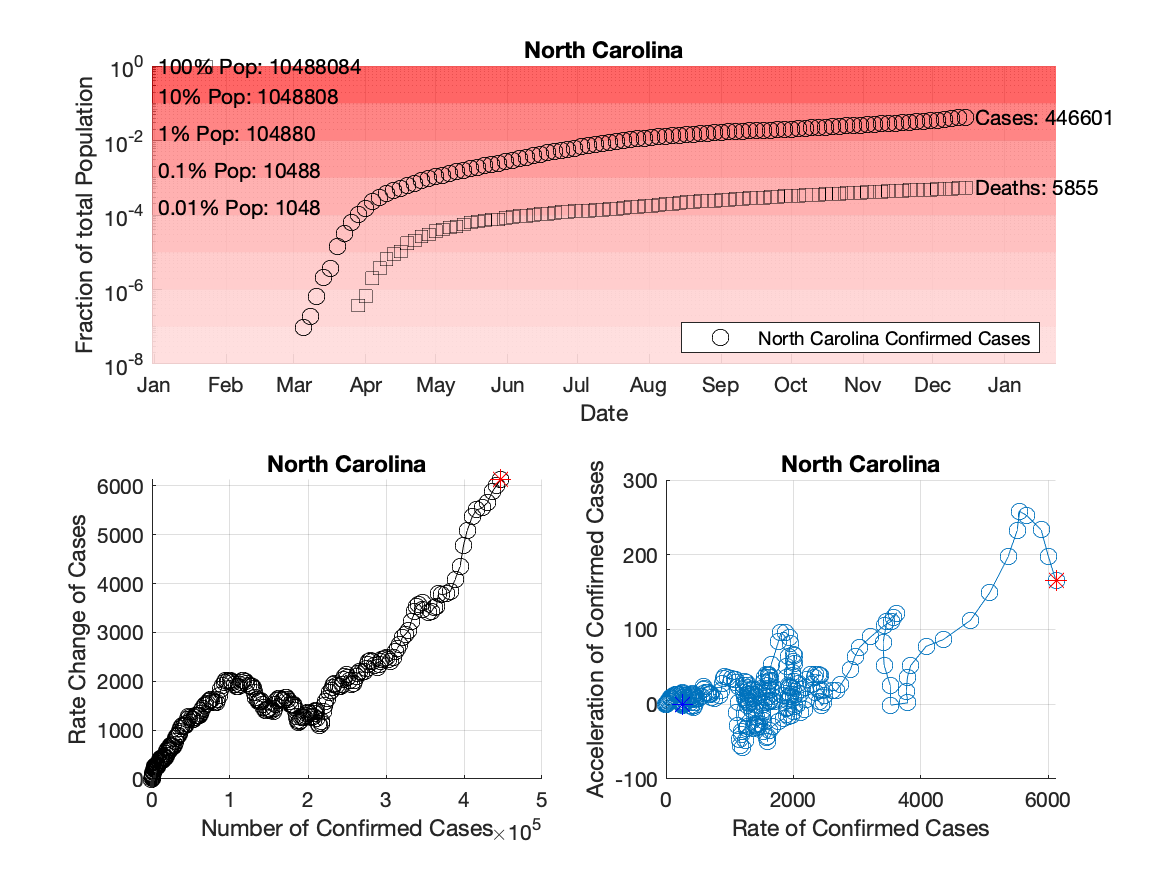 North Carolina
Fraction of total Population
10^0
10^-2
10^-4
10^-6
10^-8
100% Pop: 10488084
10% Pop: 1048808
1% Pop: 104880
0.1% Pop: 10488
0.01% Pop: 1048
Cases: 446601
Deaths: 5855
North Carolina Confirmed Cases
Jan Feb Mar Apr May Jun Jul Aug Sep Oct Nov Dec Jan
Date
North Carolina
Rate Change of Cases
6000
5000
4000
3000
2000
1000
0
0 1 2 3 4 5
Number of Confirmed Cases ×10^5
North Carolina
Acceleration of Confirmed Cases
300
200
100
0
-100
0 2000 4000 6000
Rate of Confirmed Cases